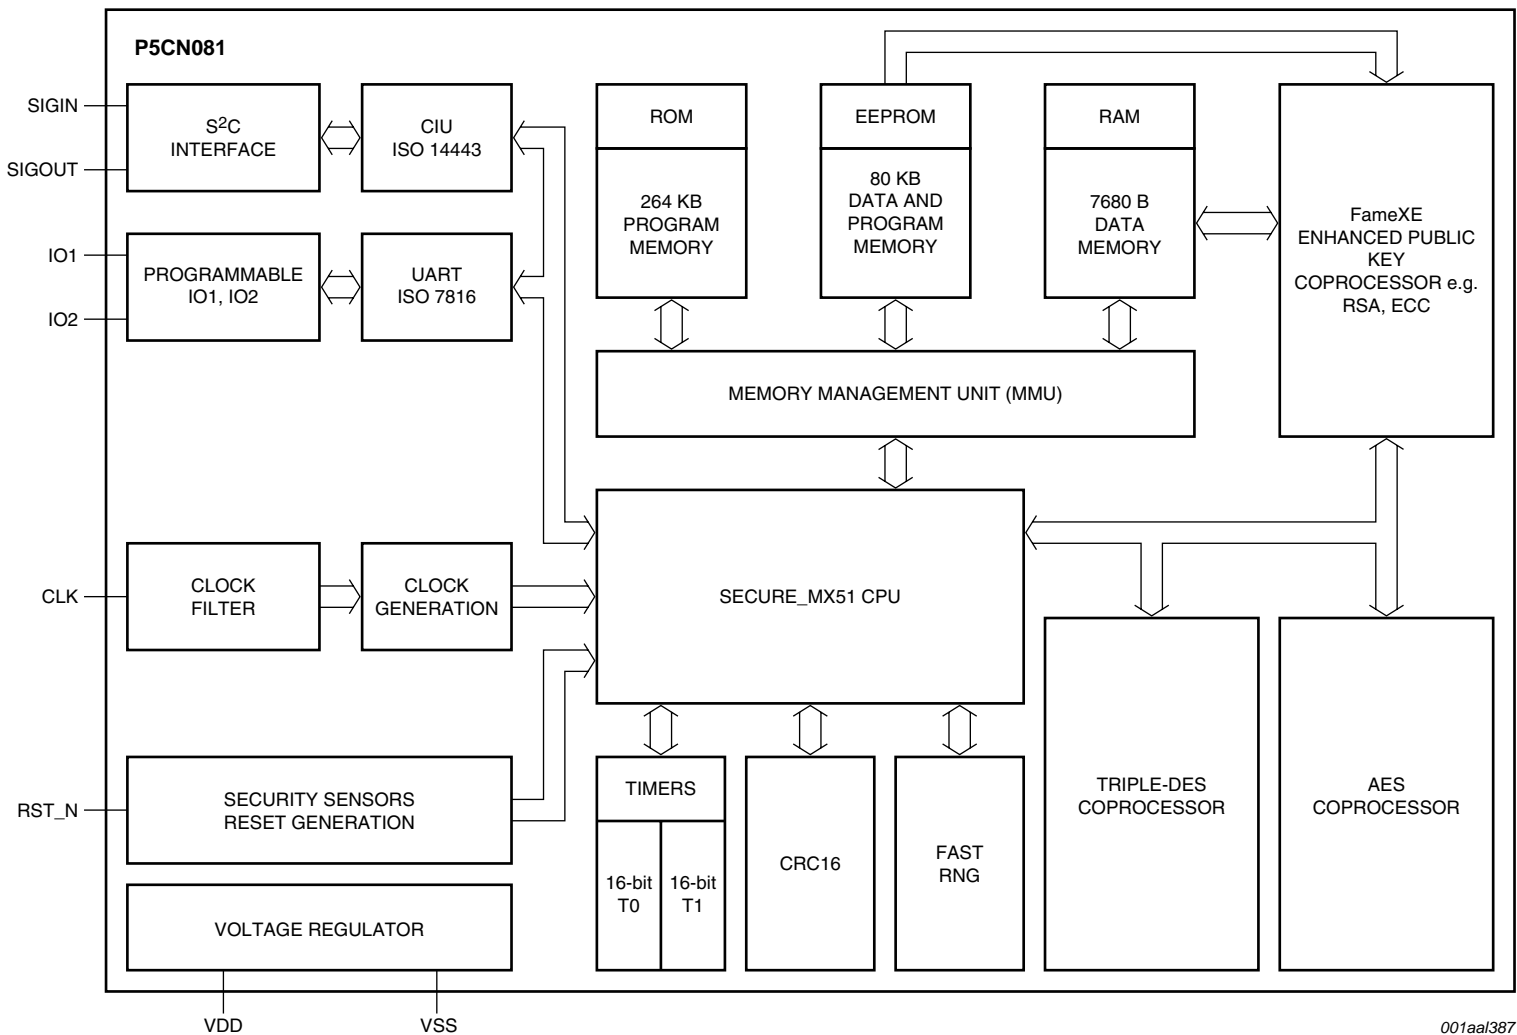 P5CN081
SIGIN
SIGOUT
S2C
INTERFACE
CIU
ISO 14443
IO1
IO2
PROGRAMMABLE
IO1, IO2
UART
ISO 7816
ROM
264 KB
PROGRAM
MEMORY
EEPROM
80 KB
DATA AND
PROGRAM
MEMORY
RAM
7680 B
DATA
MEMORY
FameXE
ENHANCED PUBLIC
KEY
COPROCESSOR e.g.
RSA, ECC
MEMORY MANAGEMENT UNIT (MMU)
CLK
CLOCK
FILTER
CLOCK
GENERATION
SECURE_MX51 CPU
RST_N
SECURITY SENSORS
RESET GENERATION
VOLTAGE REGULATOR
VDD
VSS
TIMERS
16-bit
T0
16-bit
T1
CRC16
FAST
RNG
TRIPLE-DES
COPROCESSOR
AES
COPROCESSOR
001aal387